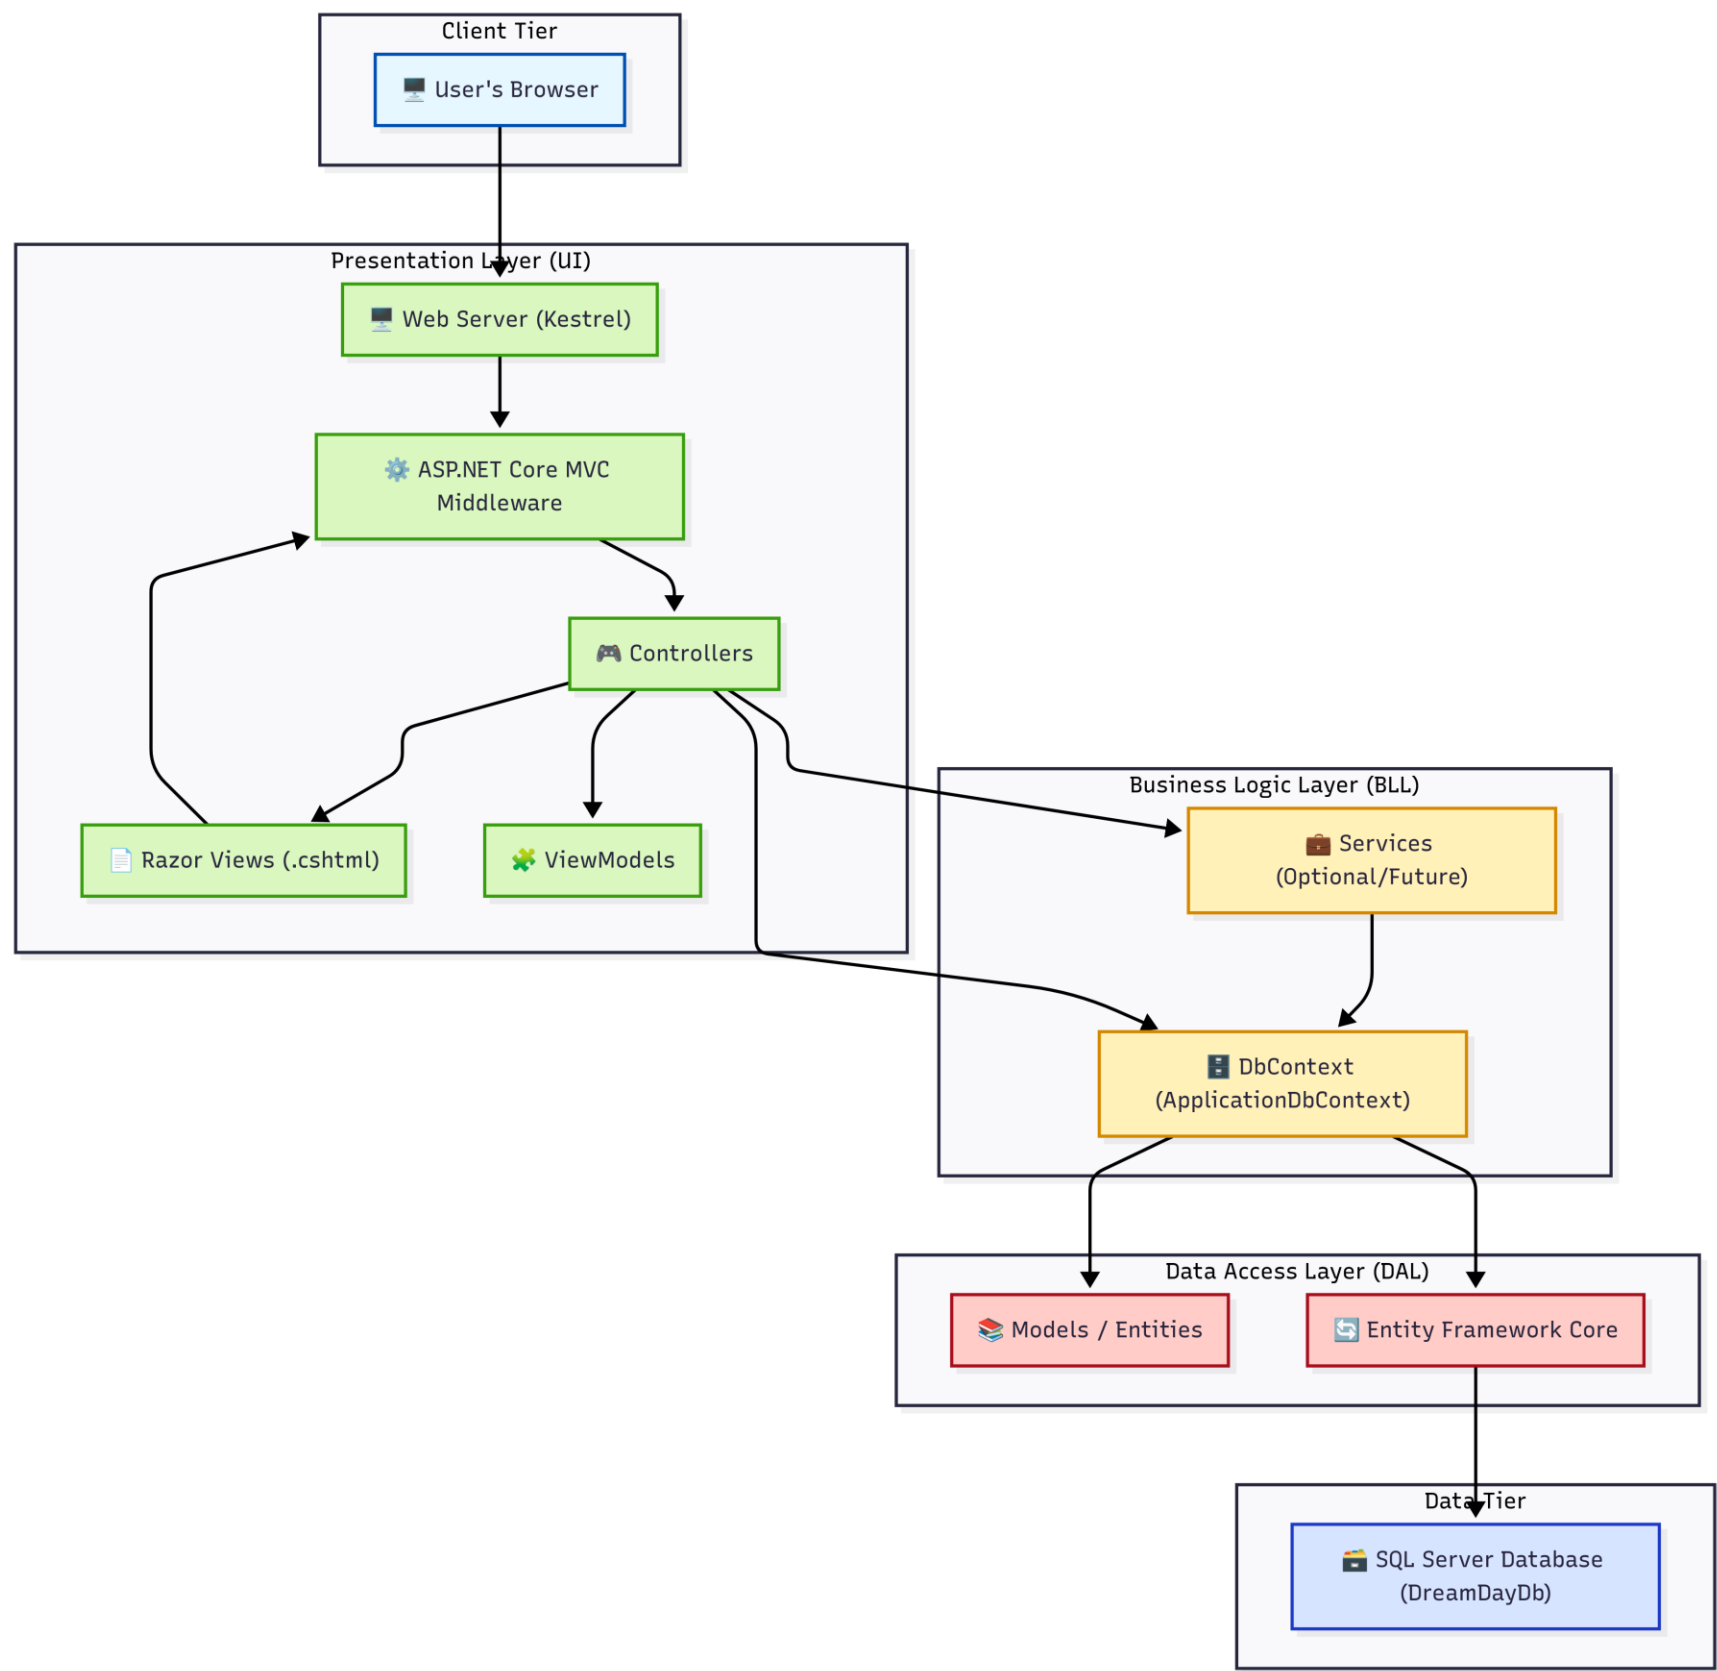 Client Tier
User's Browser
Presentation Layer (UI)
Web Server (Kestrel)
ASP.NET Core MVC
Middleware
Controllers
Razor Views (.cshtml)
ViewModels
Business Logic Layer (BLL)
Services
(Optional/Future)
DbContext
(ApplicationDbContext)
Data Access Layer (DAL)
Models / Entities
Entity Framework Core
Data Tier
SQL Server Database
(DreamDayDb)